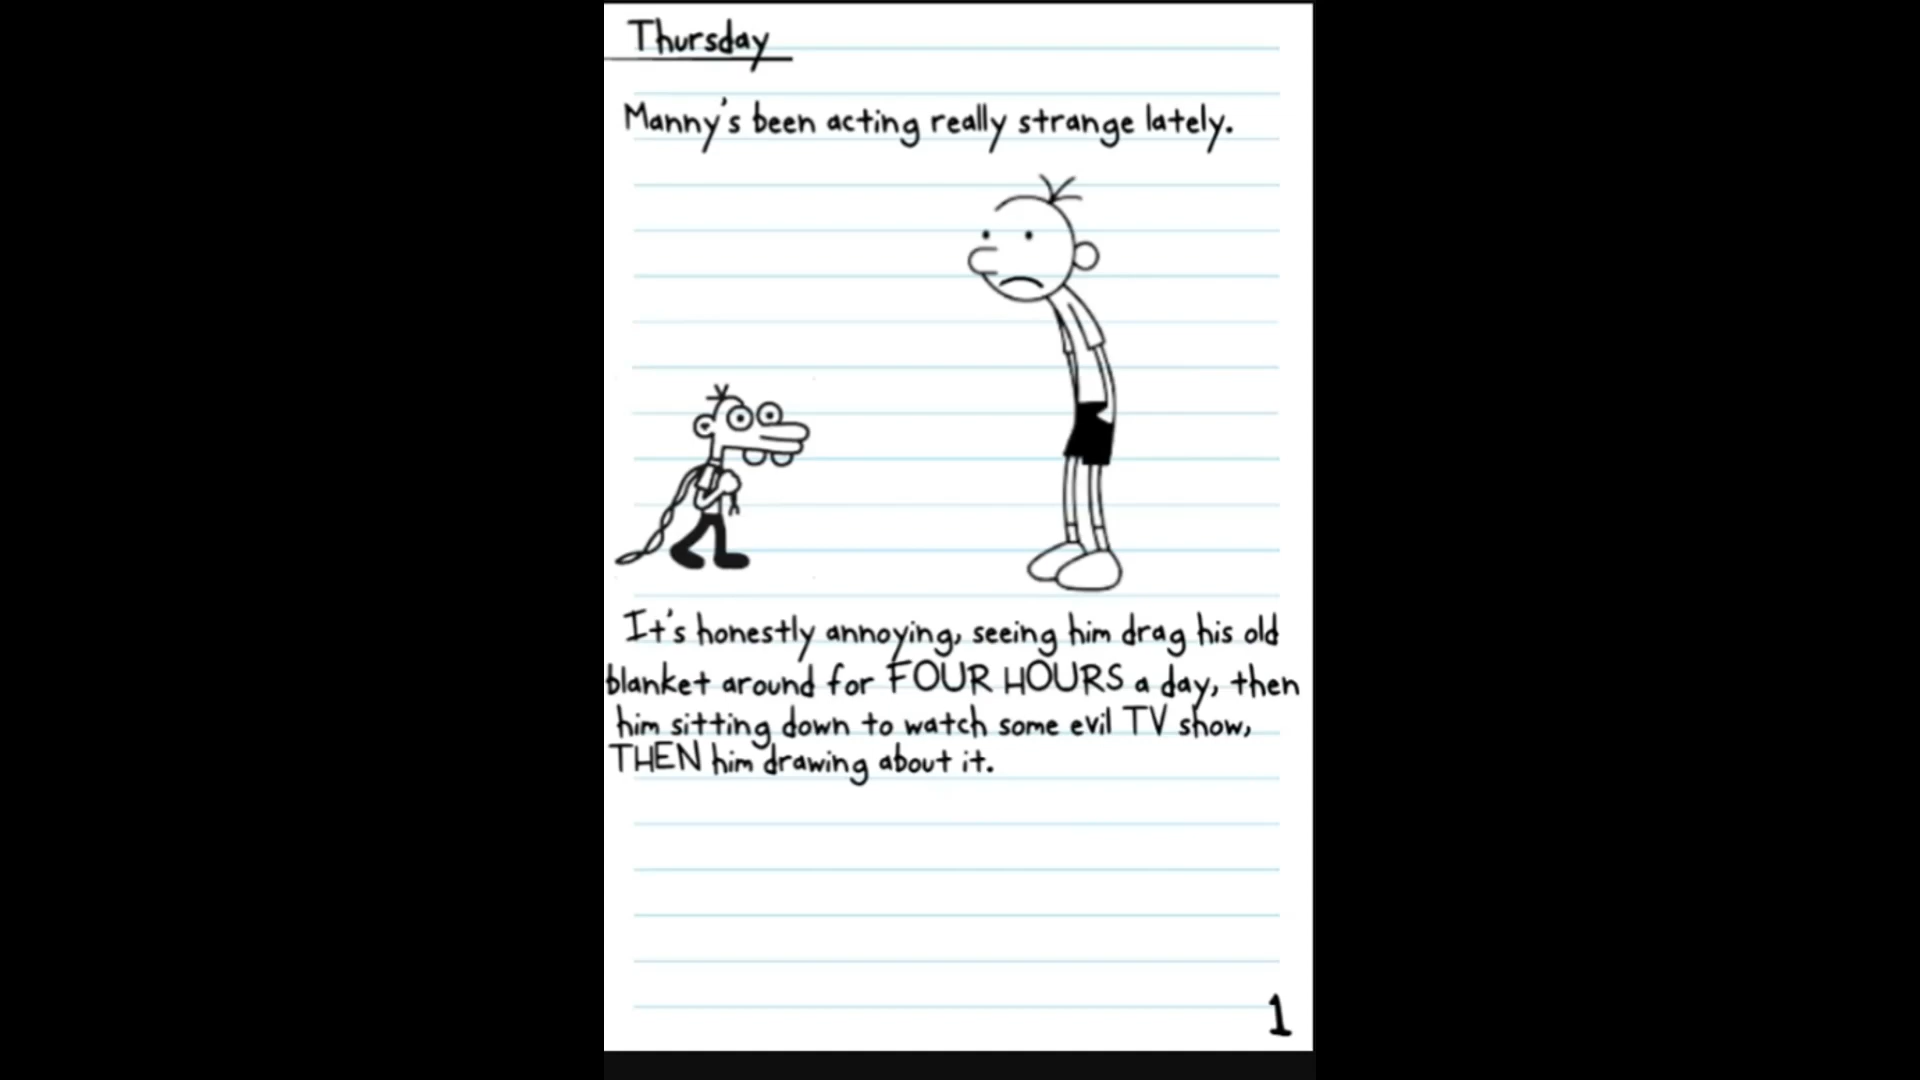 Thursday
Manny's been acting really strange lately.
It's honestly annoying, seeing him drag his old
blanket around for FOUR HOURS a day, then
him sitting down to watch some evil TV show,
THEN him drawing about it.
1